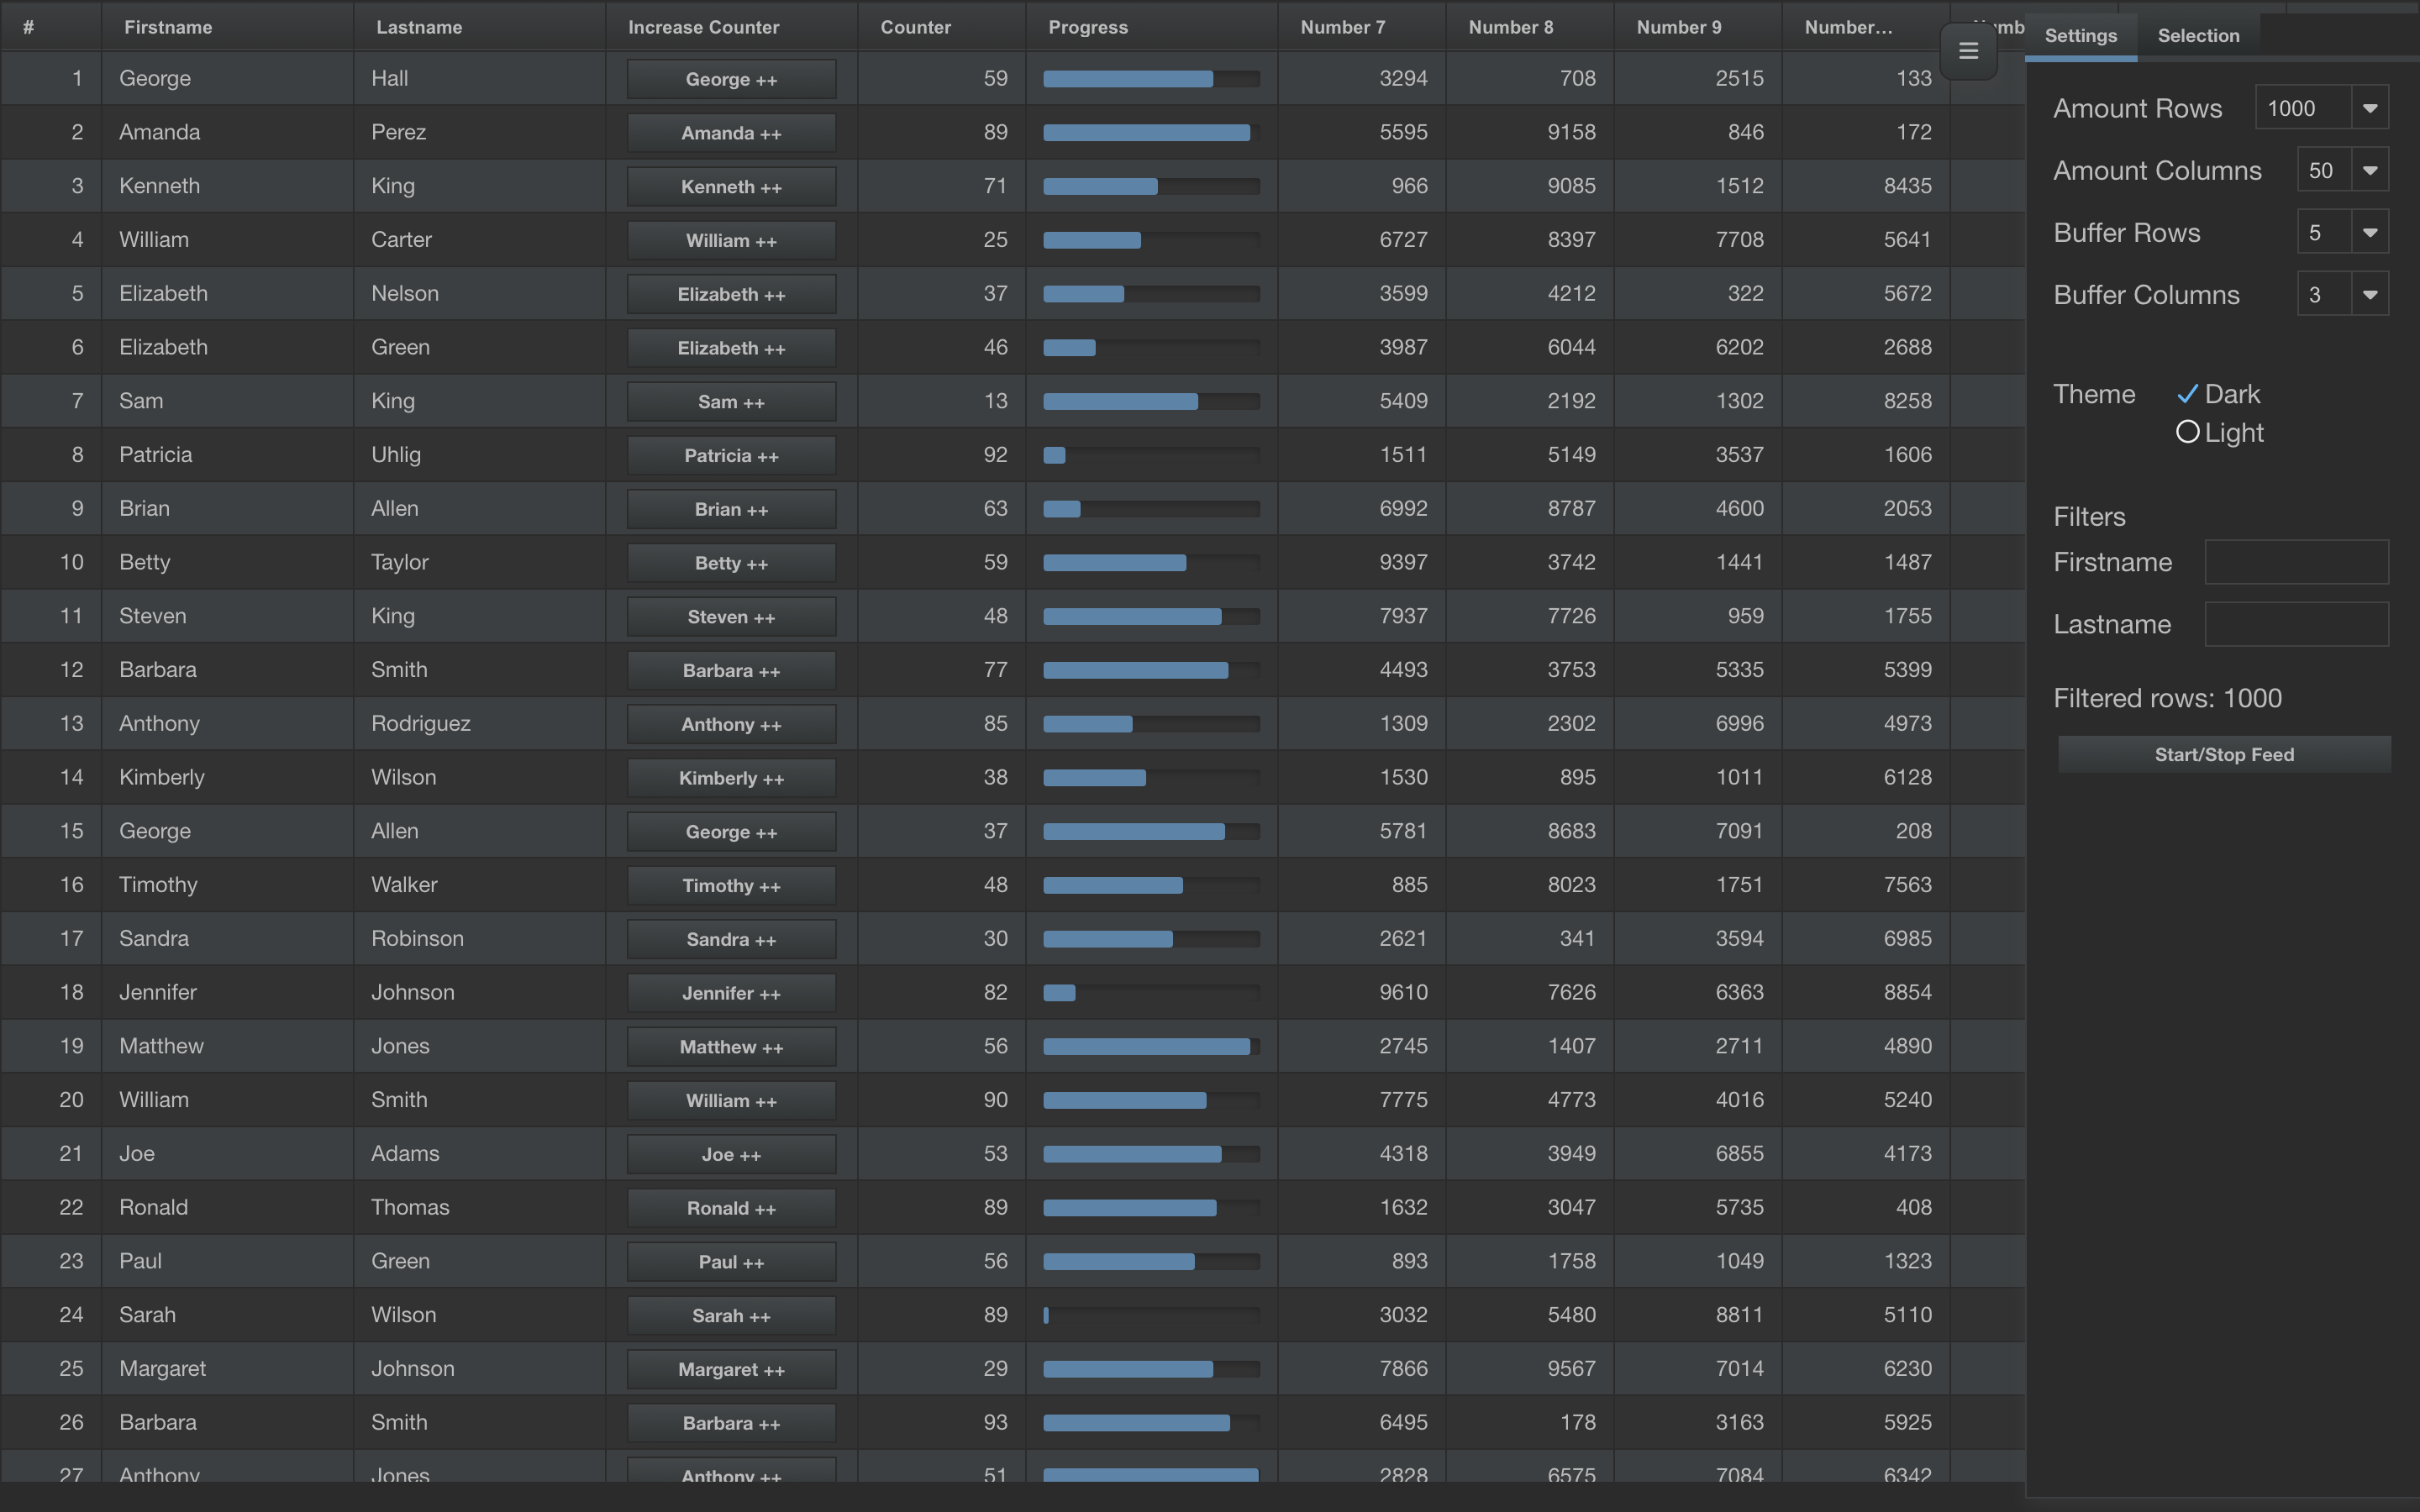 # Firstname Lastname Increase Counter Counter Progress Number 7 Number 8 Number 9 Number...
1 George Hall George ++ 59 3294 708 2515 133
2 Amanda Perez Amanda ++ 89 5595 9158 846 172
3 Kenneth King Kenneth ++ 71 966 9085 1512 8435
4 William Carter William ++ 25 6727 8397 7708 5641
5 Elizabeth Nelson Elizabeth ++ 37 3599 4212 322 5672
6 Elizabeth Green Elizabeth ++ 46 3987 6044 6202 2688
7 Sam King Sam ++ 13 5409 2192 1302 8258
8 Patricia Uhlig Patricia ++ 92 1511 5149 3537 1606
9 Brian Allen Brian ++ 63 6992 8787 4600 2053
10 Betty Taylor Betty ++ 59 9397 3742 1441 1487
11 Steven King Steven ++ 48 7937 7726 959 1755
12 Barbara Smith Barbara ++ 77 4493 3753 5335 5399
13 Anthony Rodriguez Anthony ++ 85 1309 2302 6996 4973
14 Kimberly Wilson Kimberly ++ 38 1530 895 1011 6128
15 George Allen George ++ 37 5781 8683 7091 208
16 Timothy Walker Timothy ++ 48 885 8023 1751 7563
17 Sandra Robinson Sandra ++ 30 2621 341 3594 6985
18 Jennifer Johnson Jennifer ++ 82 9610 7626 6363 8854
19 Matthew Jones Matthew ++ 56 2745 1407 2711 4890
20 William Smith William ++ 90 7775 4773 4016 5240
21 Joe Adams Joe ++ 53 4318 3949 6855 4173
22 Ronald Thomas Ronald ++ 89 1632 3047 5735 408
23 Paul Green Paul ++ 56 893 1758 1049 1323
24 Sarah Wilson Sarah ++ 89 3032 5480 8811 5110
25 Margaret Johnson Margaret ++ 29 7866 9567 7014 6230
26 Barbara Smith Barbara ++ 93 6495 178 3163 5925
27 Anthony Jones Anthony ++ 51 2828 6575 7084 6342
Settings Selection
Amount Rows 1000
Amount Columns 50
Buffer Rows 5
Buffer Columns 3
Theme Dark
Light
Filters
Firstname
Lastname
Filtered rows: 1000
Start/Stop Feed